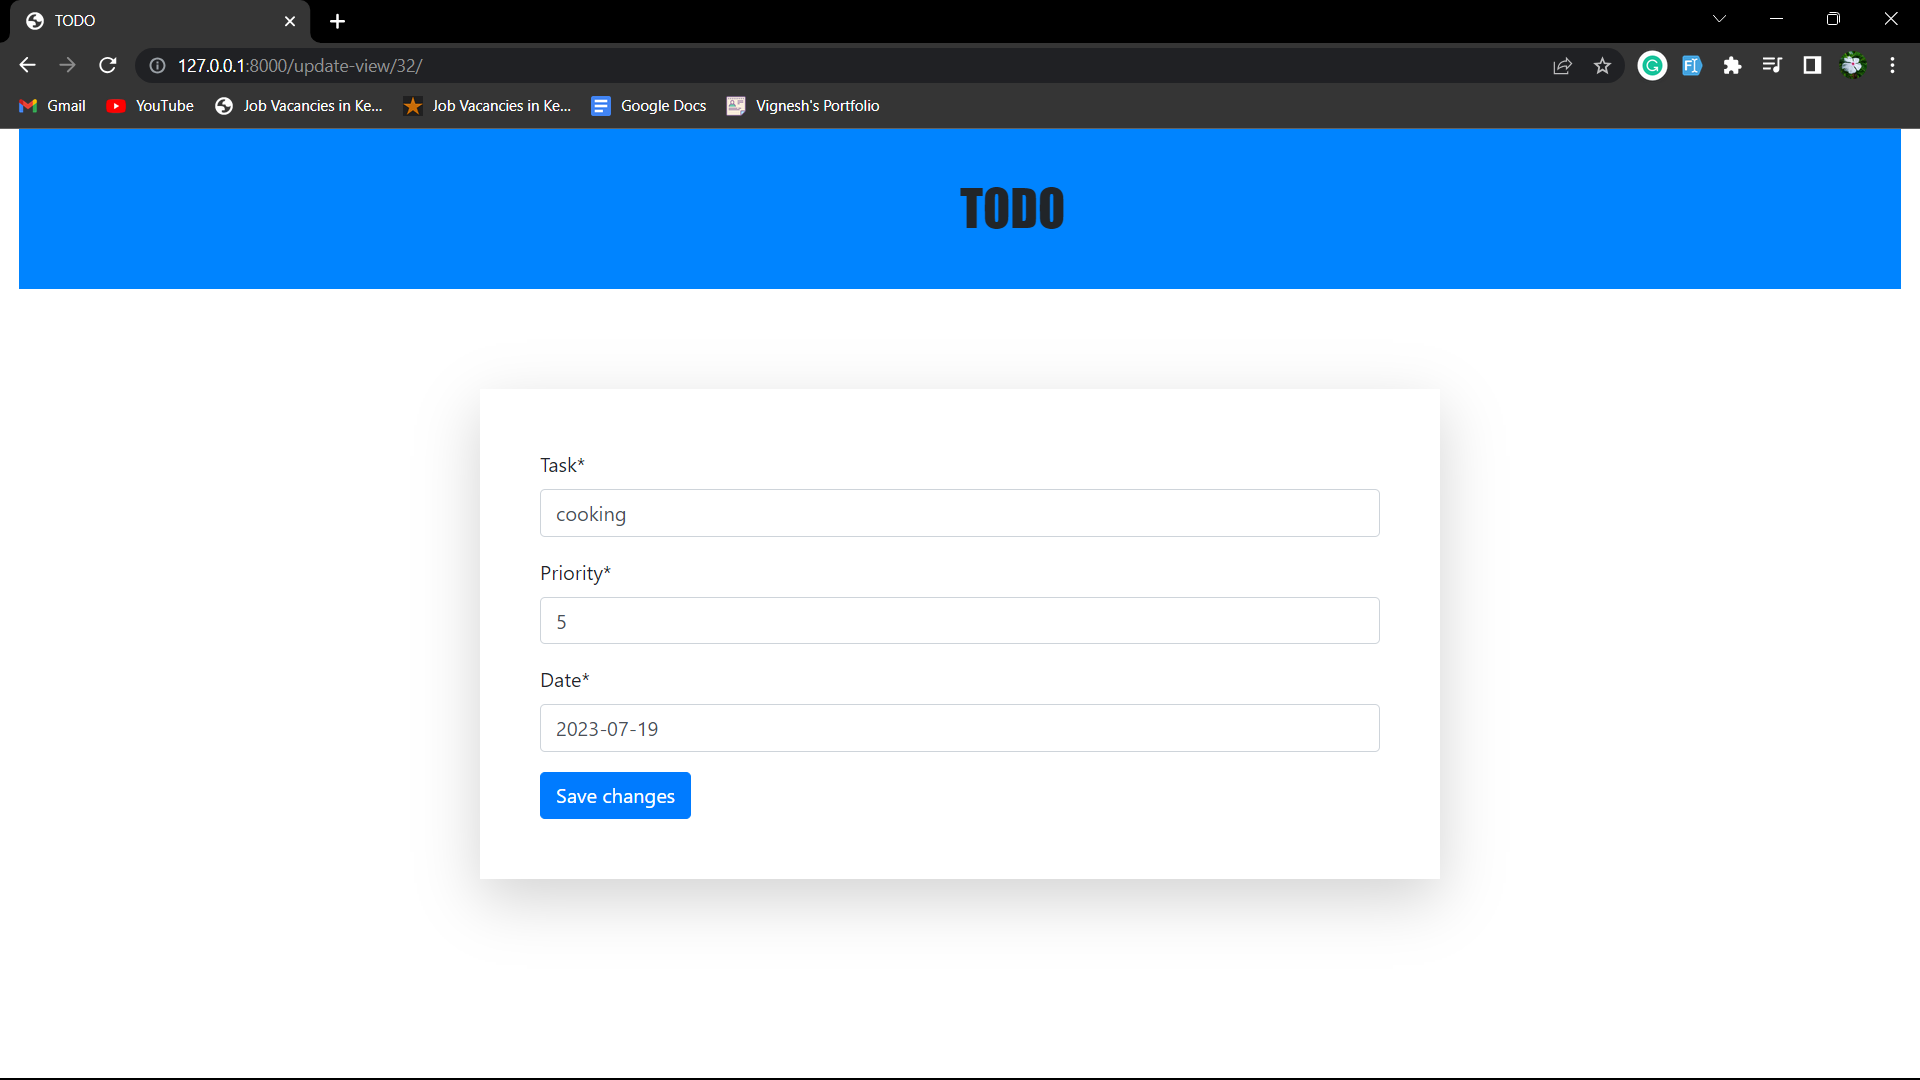 TODO
127.0.0.1:8000/update-view/32/
Gmail YouTube Job Vacancies in Ke... Job Vacancies in Ke... Google Docs Vignesh's Portfolio
TODO
Task*
cooking
Priority*
5
Date*
2023-07-19
Save changes